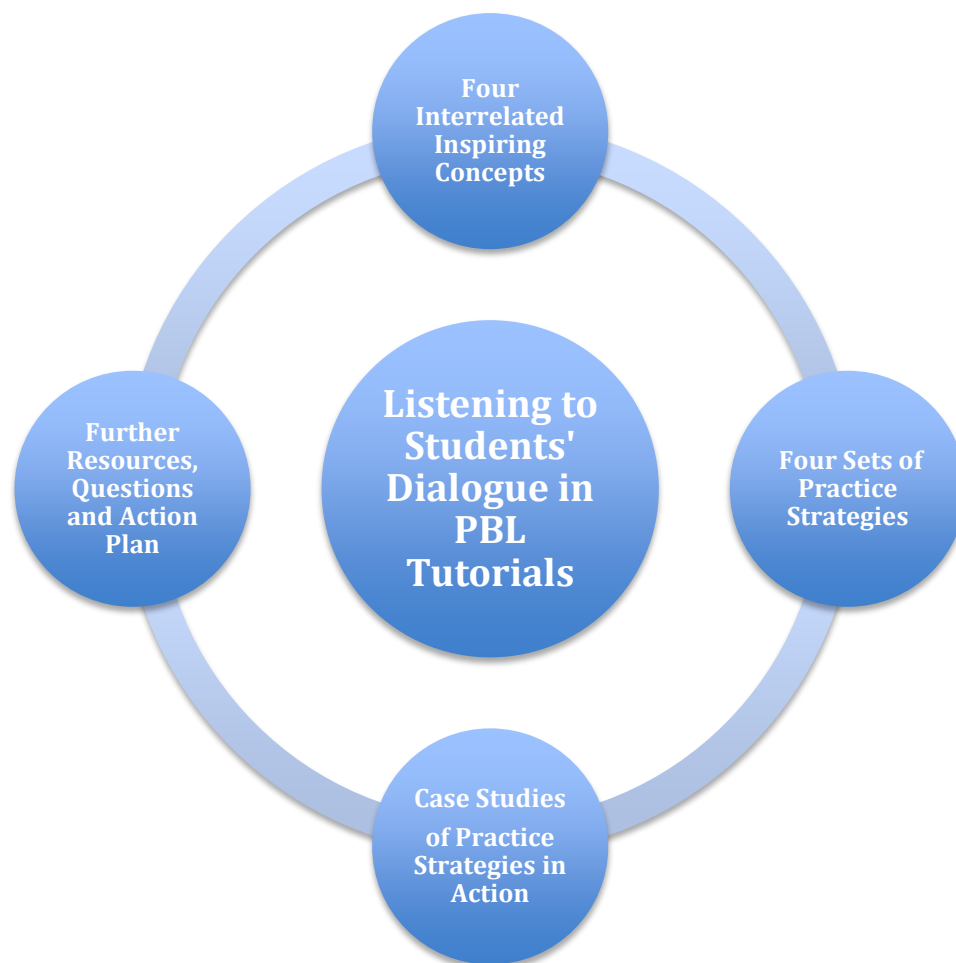 Four
Interrelated
Inspiring
Concepts
Listening to
Students'
Dialogue in
PBL
Tutorials
Further
Resources,
Questions
and Action
Plan
Four Sets of
Practice
Strategies
Case Studies
of Practice
Strategies in
Action